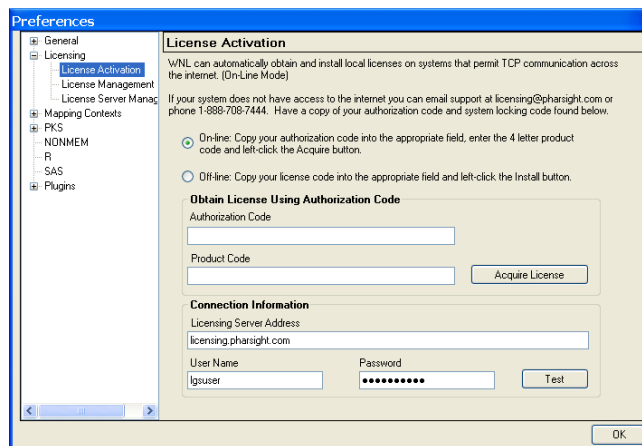 Preferences
General
Licensing
License Activation
License Management
License Server Manag
Mapping Contexts
PKS
NONMEM
R
SAS
Plugins
License Activation
WNL can automatically obtain and install local licenses on systems that permit TCP communication across
the internet. (On-Line Mode)
If your system does not have access to the internet you can email support at licensing@pharsight.com or
phone 1-888-708-7444. Have a copy of your authorization code and system locking code found below.
On-line: Copy your authorization code into the appropriate field, enter the 4 letter product
code and left-click the Acquire button.
Off-line: Copy your license code into the appropriate field and left-click the Install button.
Obtain License Using Authorization Code
Authorization Code
Product Code
Acquire License
Connection Information
Licensing Server Address
licensing.pharsight.com
User Name
Password
lgsuser
●●●●●●●●●●
Test
OK